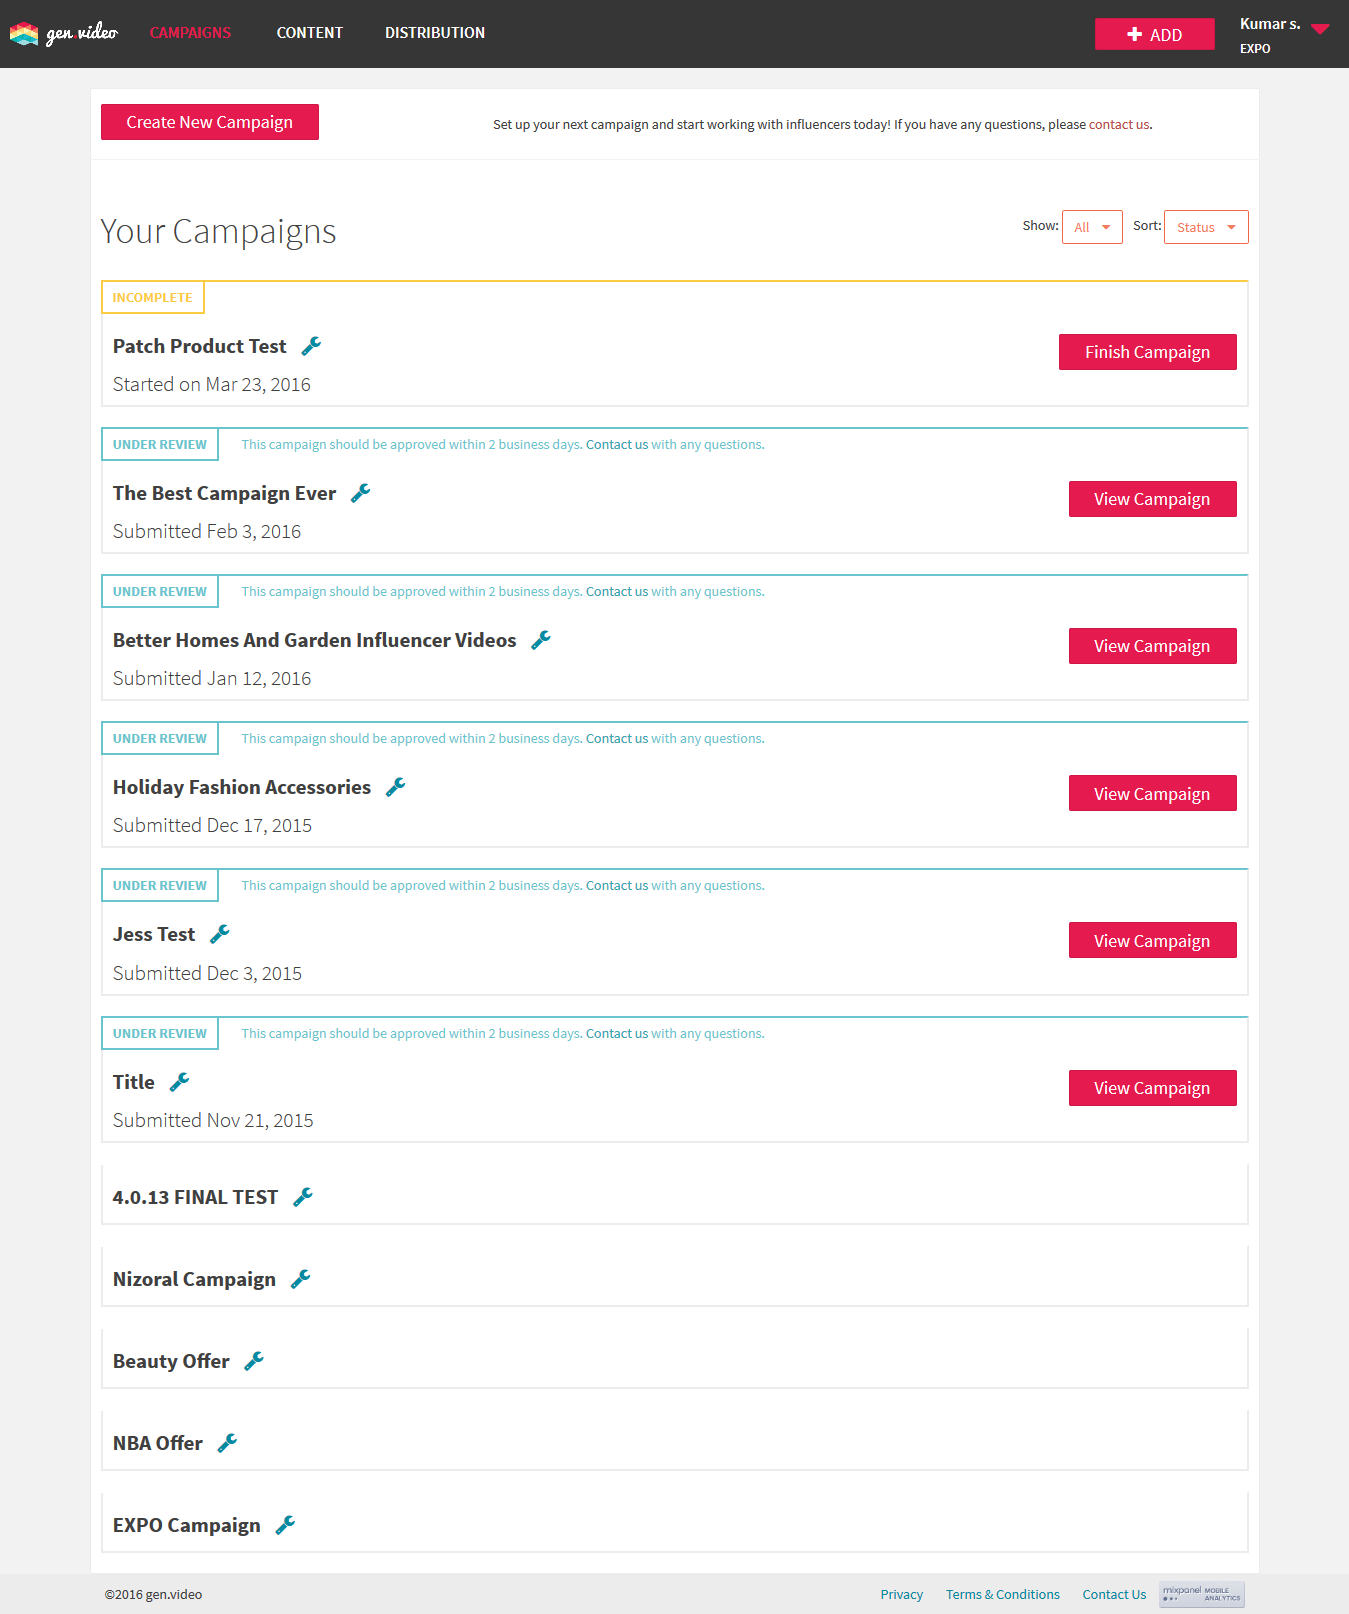 gen.video CAMPAIGNS CONTENT DISTRIBUTION ADD Kumar s.
EXPO
Create New Campaign Set up your next campaign and start working with influencers today! If you have any questions, please contact us.
Your Campaigns Show: All Sort: Status
INCOMPLETE
Patch Product Test Finish Campaign
Started on Mar 23, 2016
UNDER REVIEW This campaign should be approved within 2 business days. Contact us with any questions.
The Best Campaign Ever View Campaign
Submitted Feb 3, 2016
UNDER REVIEW This campaign should be approved within 2 business days. Contact us with any questions.
Better Homes And Garden Influencer Videos View Campaign
Submitted Jan 12, 2016
UNDER REVIEW This campaign should be approved within 2 business days. Contact us with any questions.
Holiday Fashion Accessories View Campaign
Submitted Dec 17, 2015
UNDER REVIEW This campaign should be approved within 2 business days. Contact us with any questions.
Jess Test View Campaign
Submitted Dec 3, 2015
UNDER REVIEW This campaign should be approved within 2 business days. Contact us with any questions.
Title View Campaign
Submitted Nov 21, 2015
4.0.13 FINAL TEST
Nizoral Campaign
Beauty Offer
NBA Offer
EXPO Campaign
©2016 gen.video Privacy Terms & Conditions Contact Us mixpanel MOBILE ANALYTICS